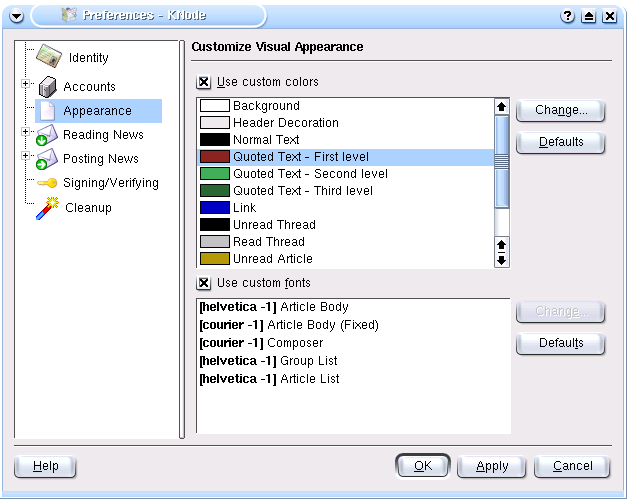 Preferences - KNode
Customize Visual Appearance
Identity
Accounts
Appearance
Reading News
Posting News
Signing/Verifying
Cleanup
Use custom colors
Background
Header Decoration
Normal Text
Quoted Text - First level
Quoted Text - Second level
Quoted Text - Third level
Link
Unread Thread
Read Thread
Unread Article
Change...
Defaults
Use custom fonts
[helvetica -1] Article Body
[courier -1] Article Body (Fixed)
[courier -1] Composer
[helvetica -1] Group List
[helvetica -1] Article List
Change...
Defaults
Help
OK
Apply
Cancel